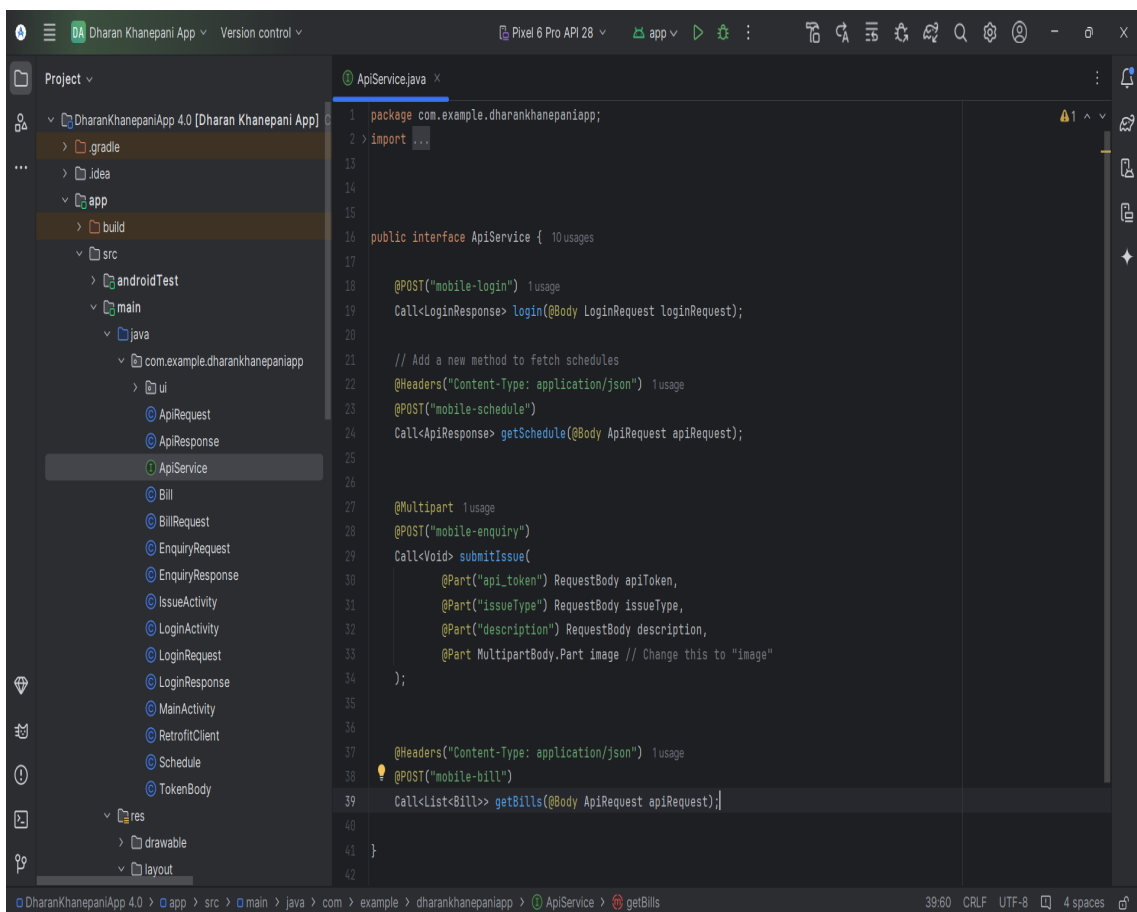 DA Dharan Khanepani App Version control Pixel 6 Pro API 28 app
Project
DharanKhanepaniApp 4.0 [Dharan Khanepani App]
.gradle
.idea
app
build
src
androidTest
main
java
com.example.dharankhanepaniapp
ui
ApiRequest
ApiResponse
ApiService
Bill
BillRequest
EnquiryRequest
EnquiryResponse
IssueActivity
LoginActivity
LoginRequest
LoginResponse
MainActivity
RetrofitClient
Schedule
TokenBody
res
drawable
layout
ApiService.java
1 package com.example.dharankhanepaniapp; 1
2 import ...
13
14
15
16 public interface ApiService { 10 usages
17
18 @POST("mobile-login") 1 usage
19 Call<LoginResponse> login(@Body LoginRequest loginRequest);
20
21 // Add a new method to fetch schedules
22 @Headers("Content-Type: application/json") 1 usage
23 @POST("mobile-schedule")
24 Call<ApiResponse> getSchedule(@Body ApiRequest apiRequest);
25
26
27 @Multipart 1 usage
28 @POST("mobile-enquiry")
29 Call<Void> submitIssue(
30 @Part("api_token") RequestBody apiToken,
31 @Part("issueType") RequestBody issueType,
32 @Part("description") RequestBody description,
33 @Part MultipartBody.Part image // Change this to "image"
34 );
35
36
37 @Headers("Content-Type: application/json") 1 usage
38 @POST("mobile-bill")
39 Call<List<Bill>> getBills(@Body ApiRequest apiRequest);
40
41 }
42
DharanKhanepaniApp 4.0 > app > src > main > java > com > example > dharankhanepaniapp > ApiService > getBills 39:60 CRLF UTF-8 4 spaces